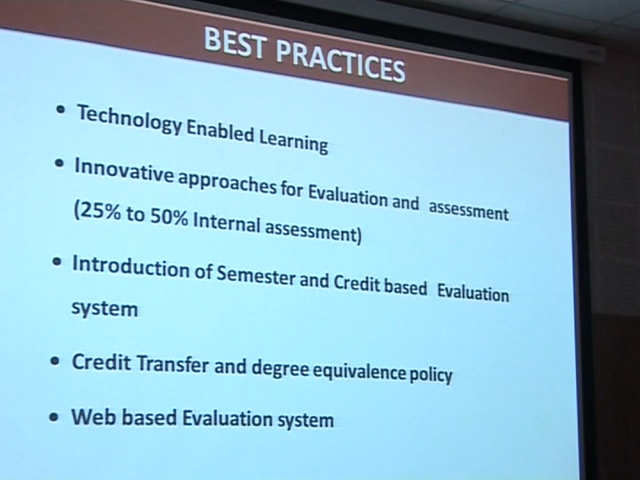 BEST PRACTICES
• Technology Enabled Learning
• Innovative approaches for Evaluation and assessment
(25% to 50% Internal assessment)
• Introduction of Semester and Credit based Evaluation
system
• Credit Transfer and degree equivalence policy
• Web based Evaluation system